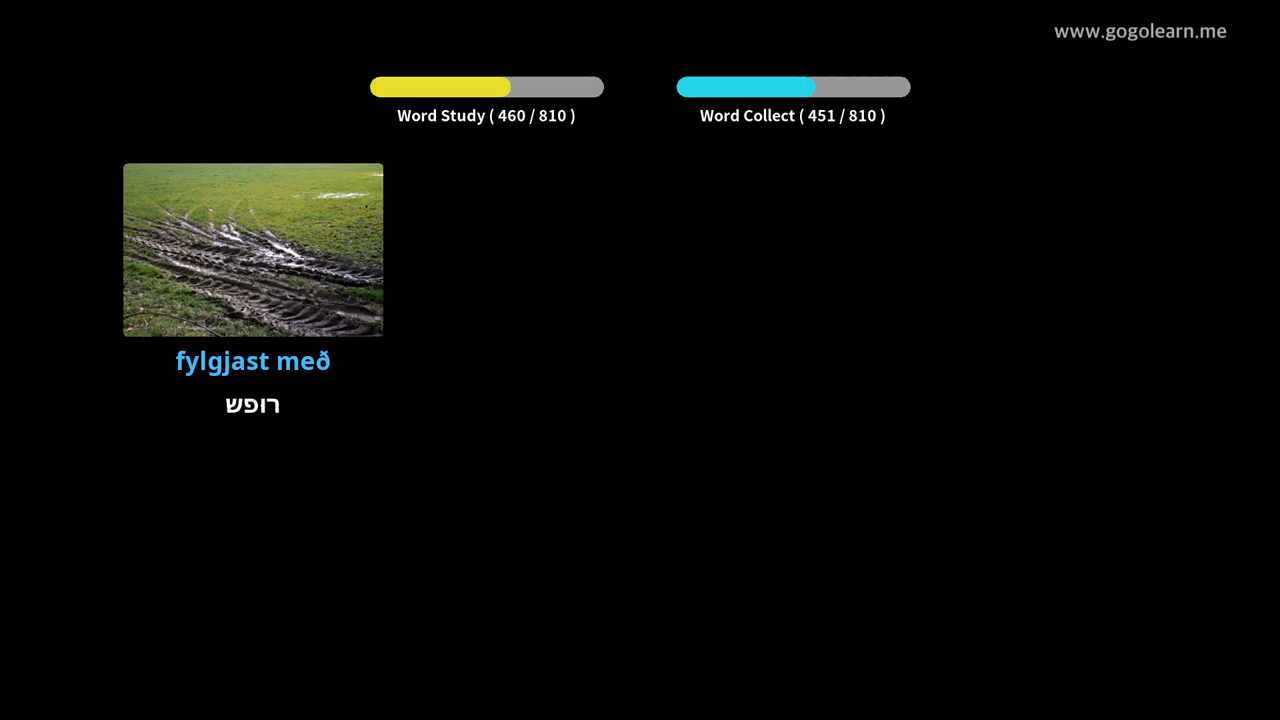 www.gogolearn.me
Word Study ( 460 / 810 )
Word Collect ( 451 / 810 )
fylgjast með
רופש